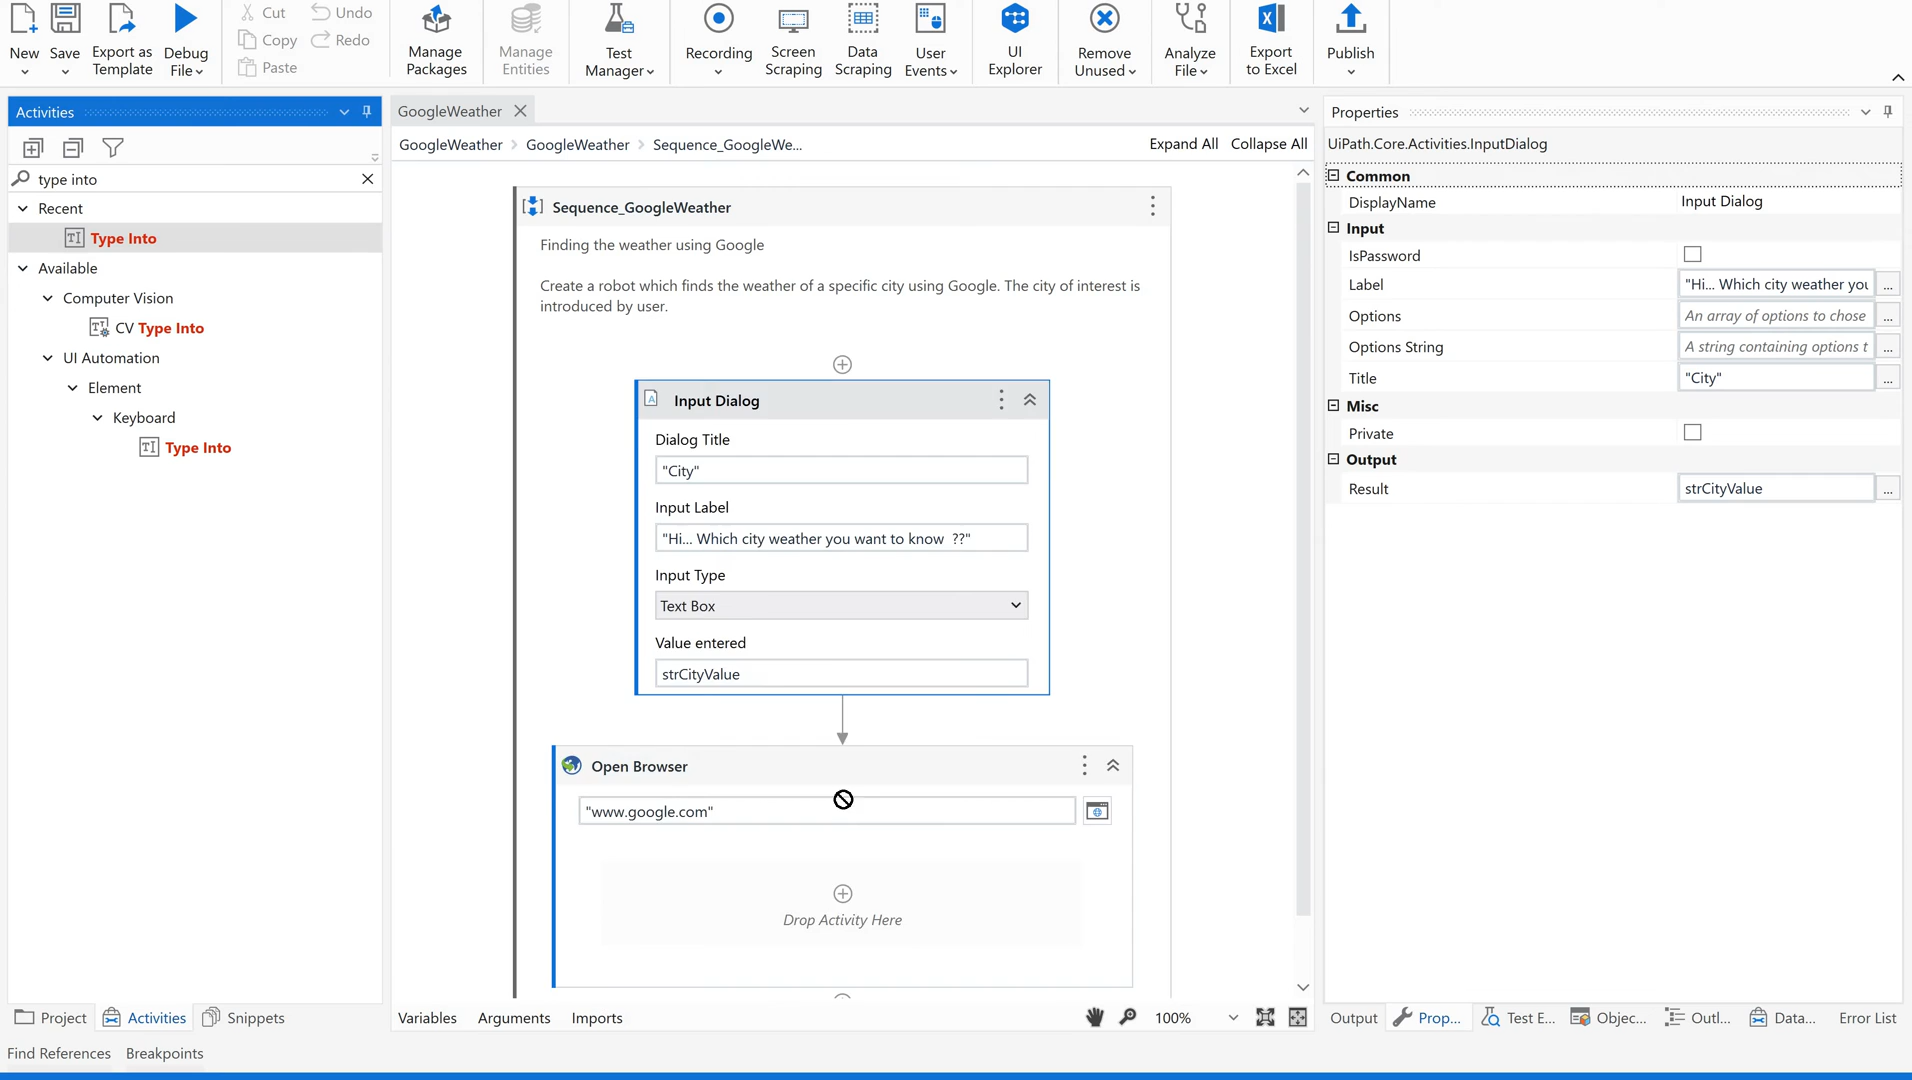 New
Save
Export as
Template
Debug
File
Cut
Copy
Paste
Undo
Redo
Manage
Packages
Manage
Entities
Test
Manager
Recording
Screen
Scraping
Data
Scraping
User
Events
UI
Explorer
Remove
Unused
Analyze
File
Export
to Excel
Publish
Activities
type into
Recent
Type Into
Available
Computer Vision
CV Type Into
UI Automation
Element
Keyboard
Type Into
Project
Activities
Snippets
GoogleWeather
GoogleWeather > GoogleWeather > Sequence_GoogleWe...
Expand All
Collapse All
Sequence_GoogleWeather
Finding the weather using Google
Create a robot which finds the weather of a specific city using Google. The city of interest is
introduced by user.
Input Dialog
Dialog Title
"City"
Input Label
"Hi... Which city weather you want to know  ??"
Input Type
Text Box
Value entered
strCityValue
Open Browser
"www.google.com"
Drop Activity Here
Variables
Arguments
Imports
100%
Properties
UiPath.Core.Activities.InputDialog
Common
DisplayName
Input Dialog
Input
IsPassword
Label
"Hi... Which city weather you
...
Options
An array of options to chose
...
Options String
A string containing options t
...
Title
"City"
...
Misc
Private
Output
Result
strCityValue
...
Output
Prop...
Test E...
Objec...
Outl...
Data...
Error List
Find References
Breakpoints